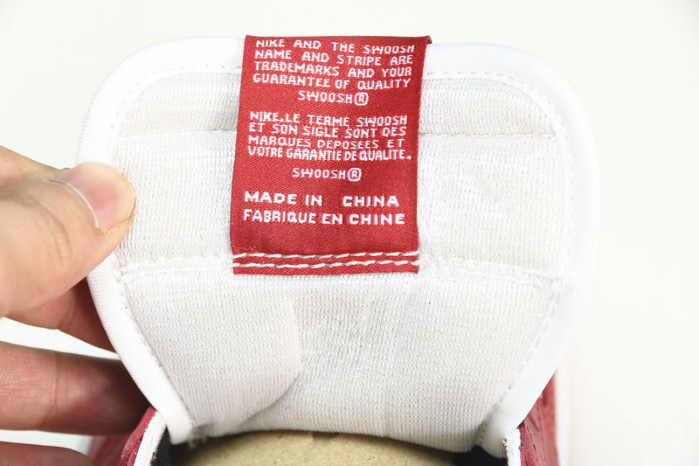 NIKE AND THE SWOOSH
NAME AND STRIPE ARE
TRADEMARKS AND YOUR
GUARANTEE OF QUALITY
SWOOSH®
NIKE.LE TERME SWOOSH
ET SON SIGLE SONT DES
MARQUES DEPOSEES ET
VOTRE GARANTIE DE QUALITE.
SWOOSH®
MADE IN CHINA
FABRIQUE EN CHINE